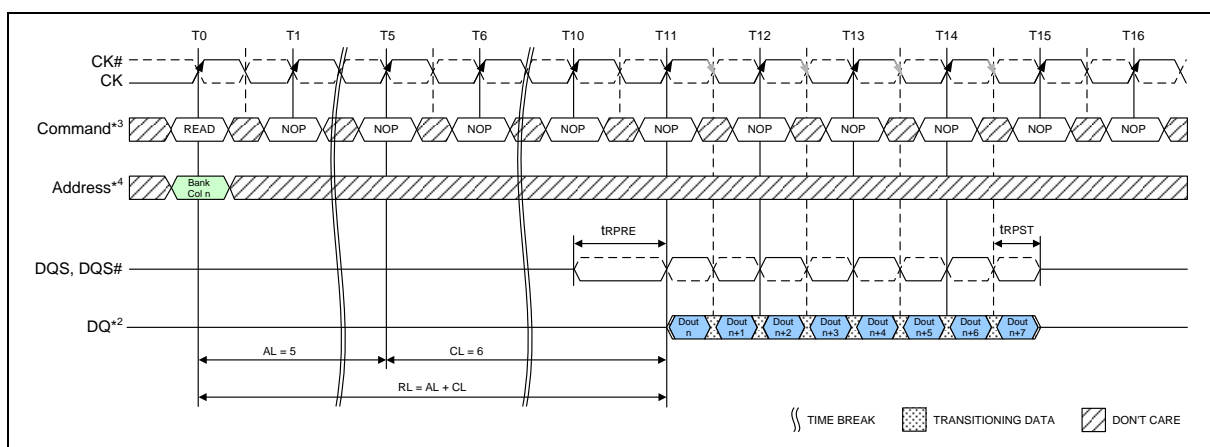 T0 T1 T5 T6 T10 T11 T12 T13 T14 T15 T16
CK#
CK
Command*3 READ NOP NOP NOP NOP NOP NOP NOP NOP NOP NOP
Address*4 Bank
Col n
tRPRE tRPST
DQS, DQS#
DQ*2 Dout
n Dout
n+1 Dout
n+2 Dout
n+3 Dout
n+4 Dout
n+5 Dout
n+6 Dout
n+7
AL = 5 CL = 6
RL = AL + CL
TIME BREAK TRANSITIONING DATA DON'T CARE